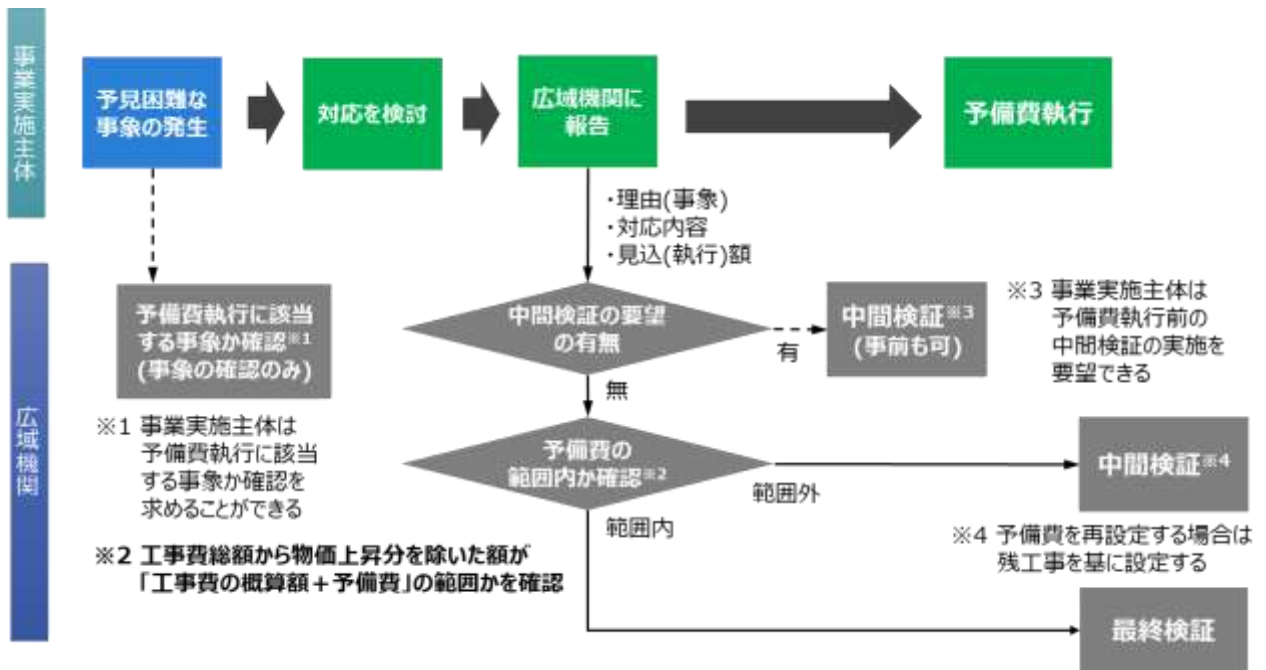 事業実施主体
予見困難な
事象の発生
対応を検討
広域機関に
報告
予備費執行
・理由(事象)
・対応内容
・見込(執行)額
広域機関
予備費執行に該当
する事象か確認※1
(事象の確認のみ)
中間検証の要望
の有無
有
無
中間検証※3
(事前も可)
※3 事業実施主体は
予備費執行前の
中間検証の実施を
要望できる
※1 事業実施主体は
予備費執行に該当
する事象か確認を
求めることができる
予備費の
範囲内か確認※2
範囲外
範囲内
中間検証※4
※4 予備費を再設定する場合は
残工事を基に設定する
※2 工事費総額から物価上昇分を除いた額が
「工事費の概算額+予備費」の範囲かを確認
最終検証